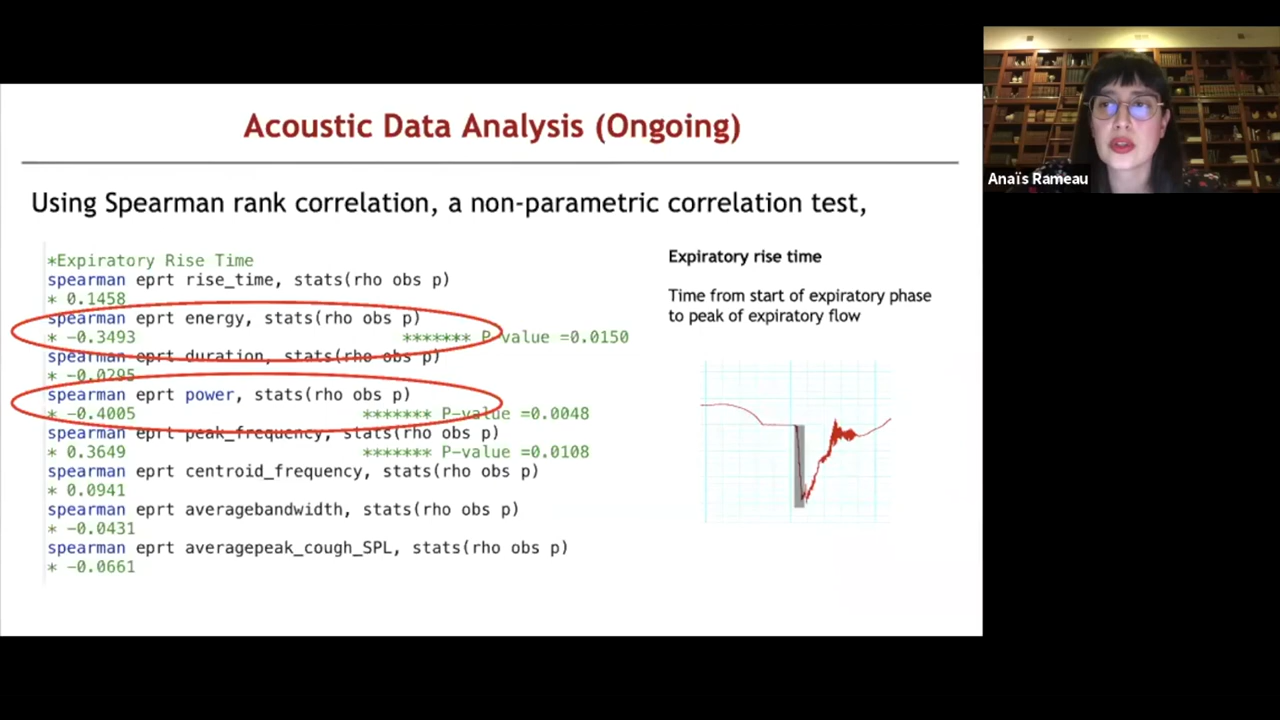 Acoustic Data Analysis (Ongoing)
Using Spearman rank correlation, a non-parametric correlation test,
*Expiratory Rise Time
spearman eprt rise_time, stats(rho obs p)
* 0.1458
spearman eprt energy, stats(rho obs p)
* -0.3493 ******* P-value =0.0150
spearman eprt duration, stats(rho obs p)
* -0.0295
spearman eprt power, stats(rho obs p)
* -0.4005 ******* P-value =0.0048
spearman eprt peak_frequency, stats(rho obs p)
* 0.3649 ******* P-value =0.0108
spearman eprt centroid_frequency, stats(rho obs p)
* 0.0941
spearman eprt averagebandwidth, stats(rho obs p)
* -0.0431
spearman eprt averagepeak_cough_SPL, stats(rho obs p)
* -0.0661
Expiratory rise time
Time from start of expiratory phase
to peak of expiratory flow
Anaïs Rameau